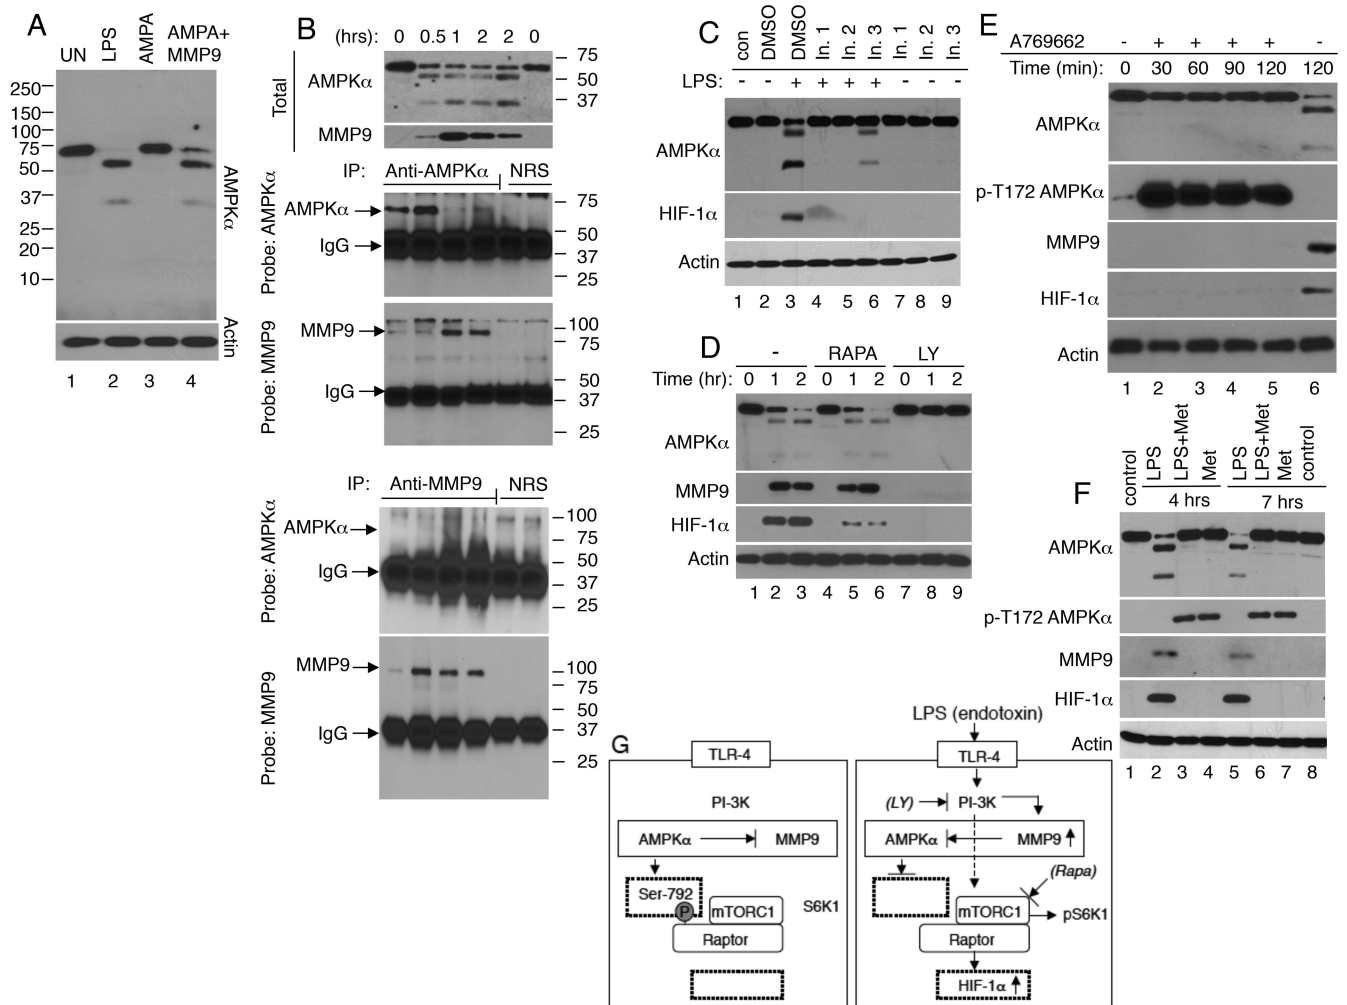 A
UN
LPS
AMPA
AMPA+
MMP9
250
150
100
75
50
37
25
20
10
AMPKα
Actin
1 2 3 4
B
(hrs): 0 0.5 1 2 2 0
Total
AMPKα
MMP9
75
50
37
IP: Anti-AMPKα NRS
Probe: AMPKα
AMPKα
IgG
75
50
37
25
Probe: MMP9
MMP9
IgG
100
75
50
37
25
IP: Anti-MMP9 NRS
Probe: AMPKα
AMPKα
IgG
100
75
50
37
25
Probe: MMP9
MMP9
IgG
100
75
50
37
25
C
con
DMSO
DMSO
In. 1
In. 2
In. 3
In. 1
In. 2
In. 3
LPS: - - + + + + - - -
AMPKα
HIF-1α
Actin
1 2 3 4 5 6 7 8 9
D
- RAPA LY
Time (hr): 0 1 2 0 1 2 0 1 2
AMPKα
MMP9
HIF-1α
Actin
1 2 3 4 5 6 7 8 9
E
A769662 - + + + + -
Time (min): 0 30 60 90 120 120
AMPKα
p-T172 AMPKα
MMP9
HIF-1α
Actin
1 2 3 4 5 6
F
control
LPS
LPS+Met
Met
LPS
LPS+Met
Met
control
4 hrs 7 hrs
AMPKα
p-T172 AMPKα
MMP9
HIF-1α
Actin
1 2 3 4 5 6 7 8
G
TLR-4
PI-3K
AMPKα MMP9
Ser-792
P
mTORC1
S6K1
Raptor
LPS (endotoxin)
TLR-4
(LY) PI-3K
AMPKα MMP9
(Rapa)
mTORC1 pS6K1
Raptor
HIF-1α